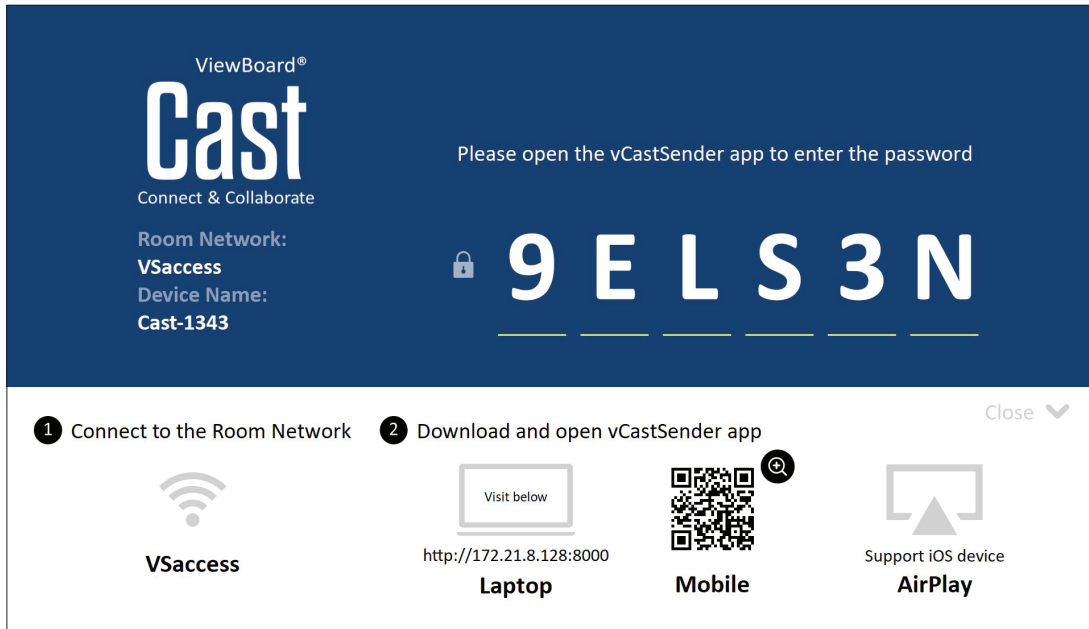 ViewBoard®
Cast
Connect & Collaborate
Room Network:
VSaccess
Device Name:
Cast-1343
Please open the vCastSender app to enter the password
9 E L S 3 N
Close
1 Connect to the Room Network
VSaccess
2 Download and open vCastSender app
Visit below
http://172.21.8.128:8000
Laptop
Mobile
Support iOS device
AirPlay